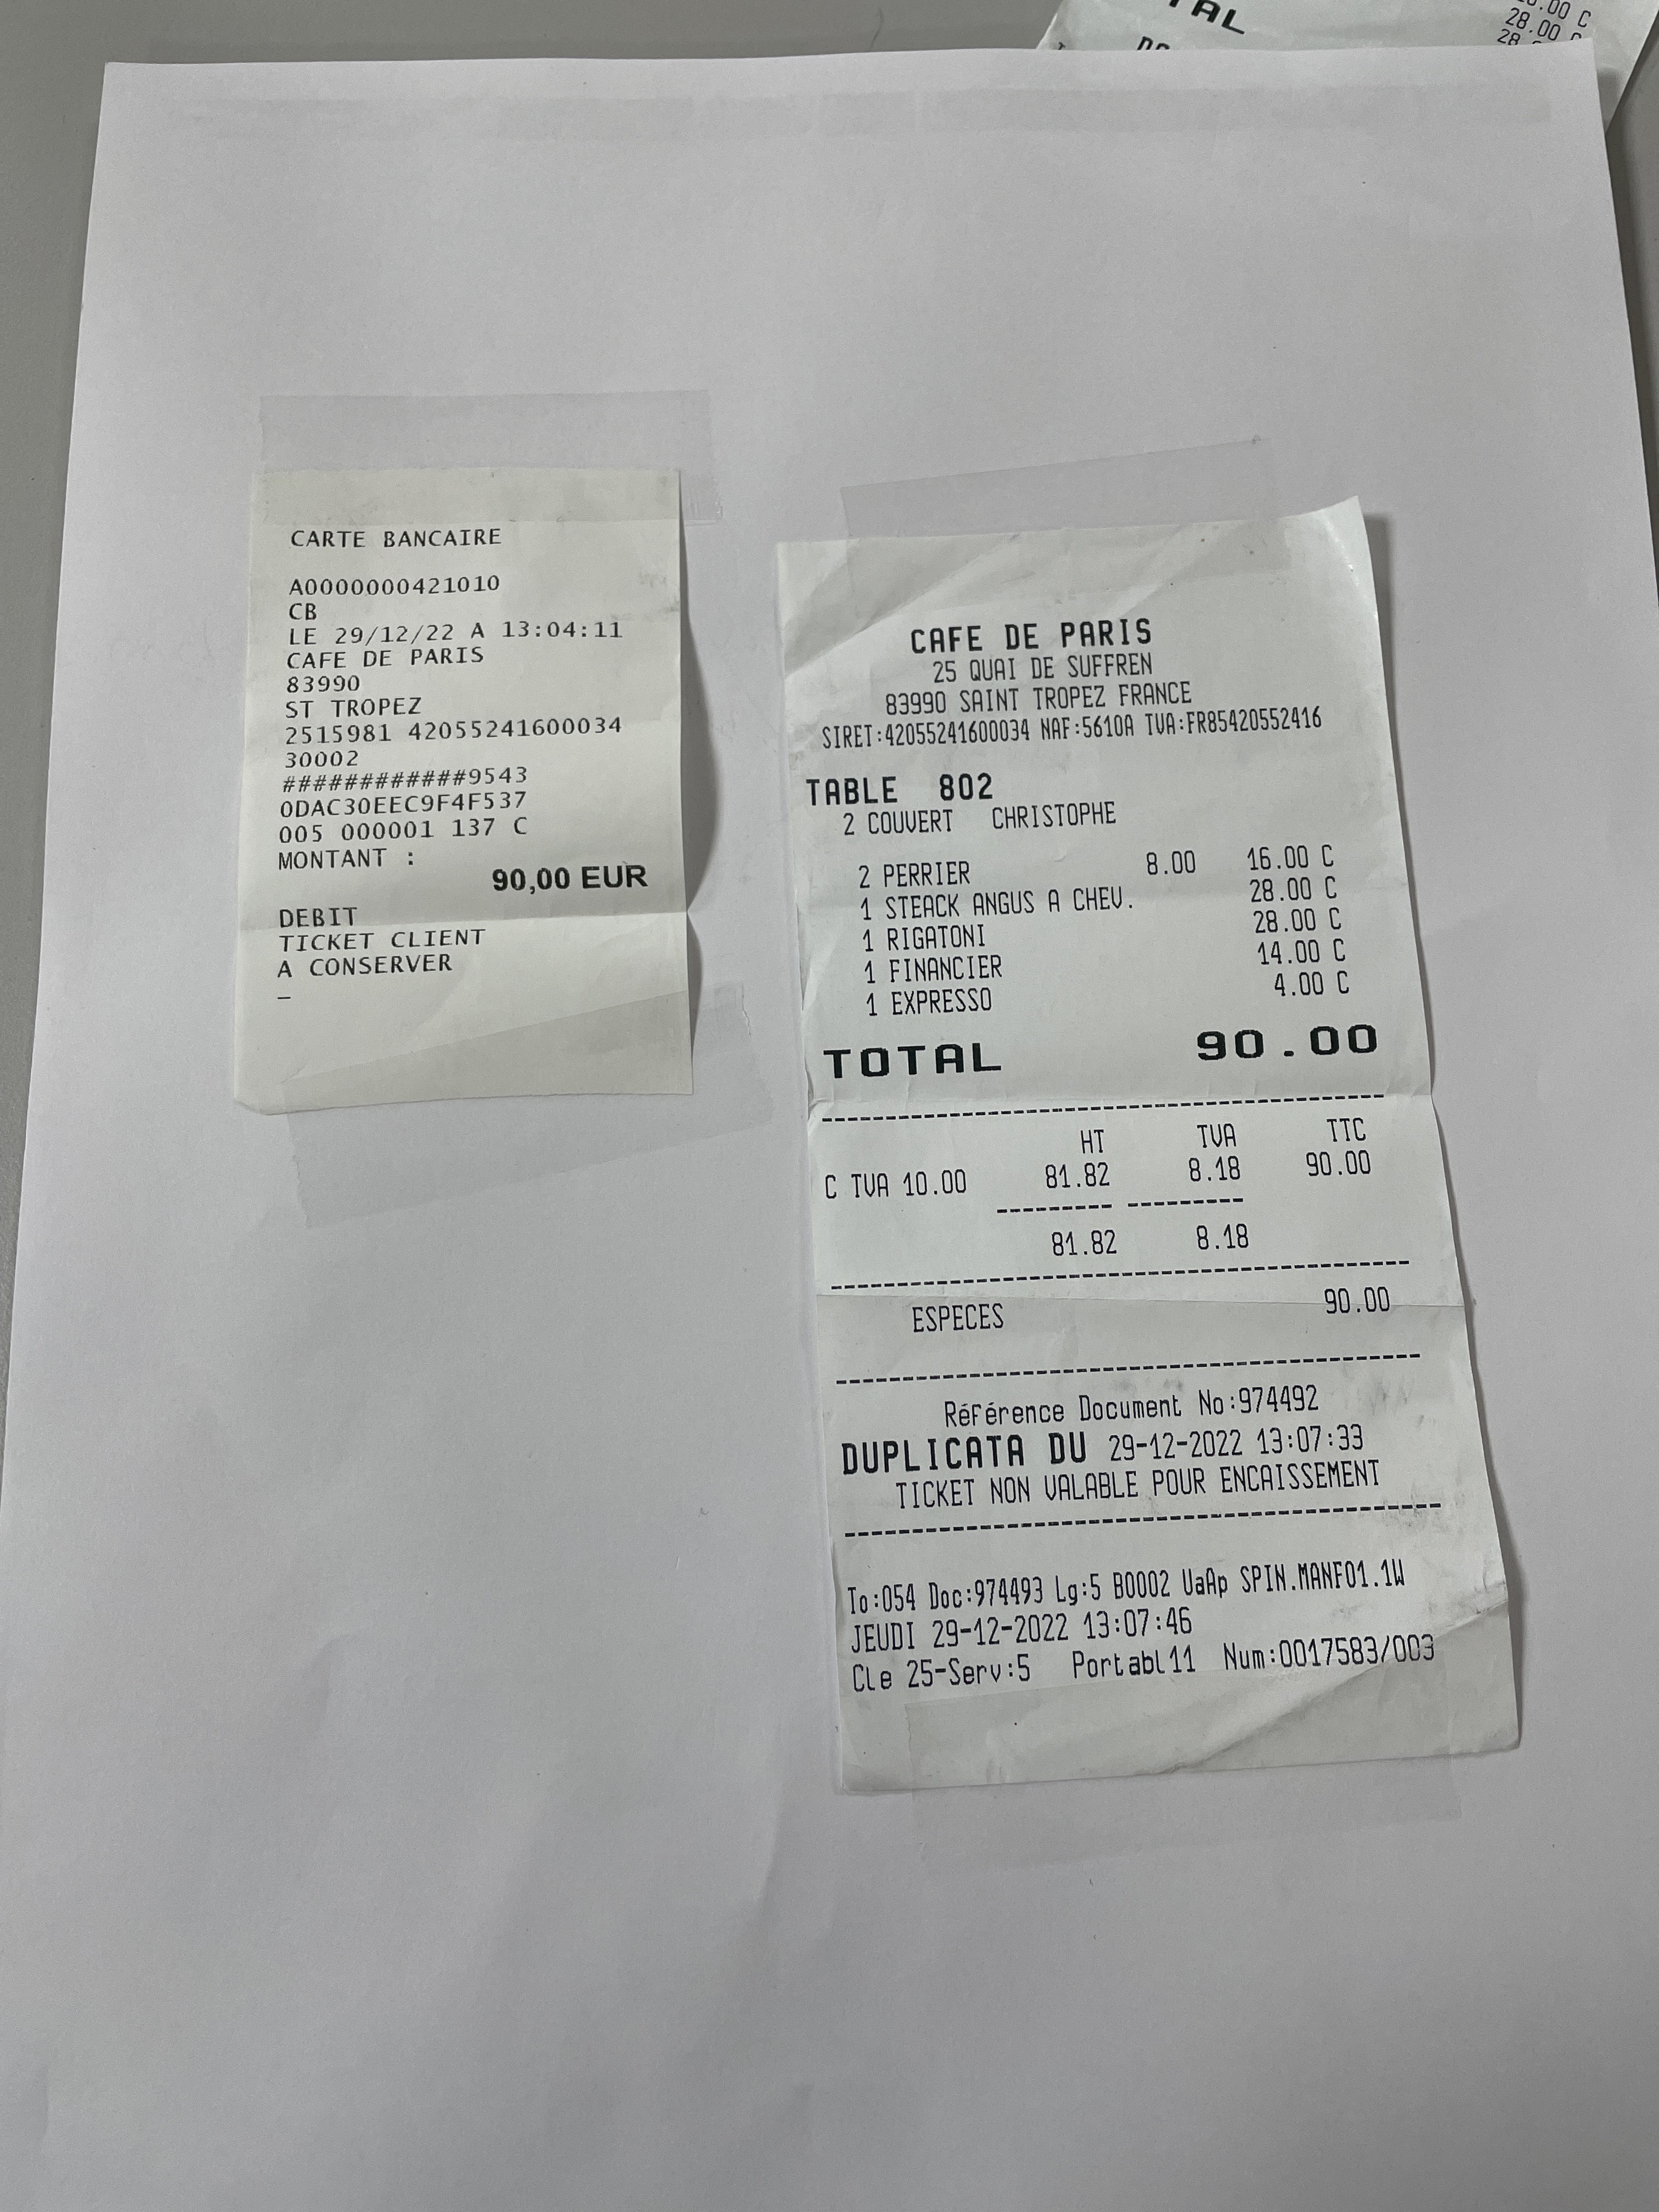 TAL
28.00 C
28
CARTE BANCAIRE
A0000000421010
CB
LE 29/12/22 A 13:04:11
CAFE DE PARIS
83990
ST TROPEZ
2515981 42055241600034
30002
############9543
0DAC30EEC9F4F537
005 000001 137 C
MONTANT :
90,00 EUR
DEBIT
TICKET CLIENT
A CONSERVER
_
CAFE DE PARIS
25 QUAI DE SUFFREN
83990 SAINT TROPEZ FRANCE
SIRET:42055241600034 NAF:5610A TVA:FR85420552416
TABLE 802
2 COUVERT CHRISTOPHE
2 PERRIER 8.00 16.00 C
1 STEACK ANGUS A CHEV. 28.00 C
1 RIGATONI 28.00 C
1 FINANCIER 14.00 C
1 EXPRESSO 4.00 C
TOTAL 90.00
HT TVA TTC
C TVA 10.00 81.82 8.18 90.00
81.82 8.18
ESPECES 90.00
Référence Document No:974492
DUPLICATA DU 29-12-2022 13:07:33
TICKET NON VALABLE POUR ENCAISSEMENT
To:054 Doc:974493 Lg:5 B0002 VaAp SPIN.MANF01.1W
JEUDI 29-12-2022 13:07:46
Cle 25-Serv:5 Portabl11 Num:0017583/003